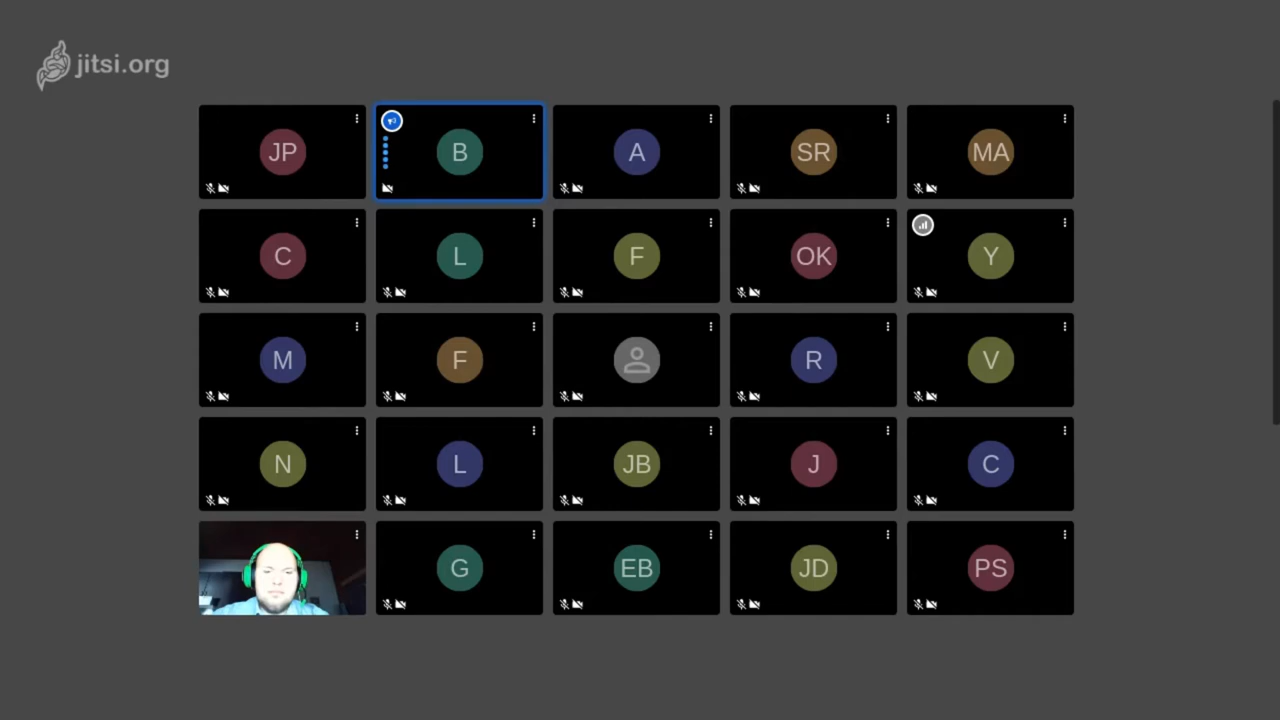 jitsi.org
JP B A SR MA
C L F OK Y
M F R V
N L JB J C
G EB JD PS